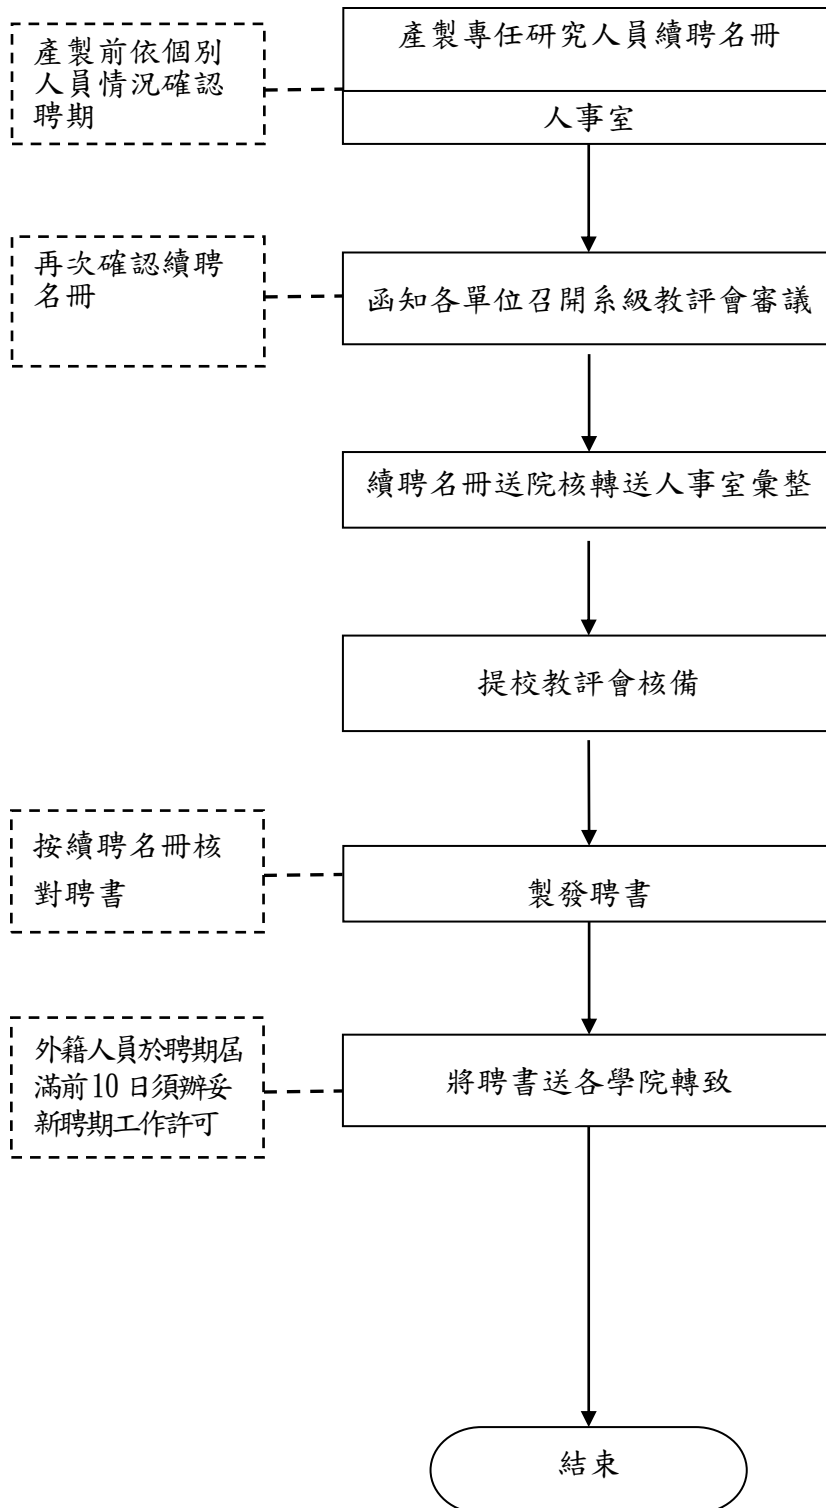 產製前依個別
人員情況確認
聘期
產製專任研究人員續聘名冊
人事室
再次確認續聘
名冊
函知各單位召開系級教評會審議
續聘名冊送院核轉送人事室彙整
提校教評會核備
按續聘名冊核
對聘書
製發聘書
外籍人員於聘期屆
滿前10日須辦妥
新聘期工作許可
將聘書送各學院轉致
結束